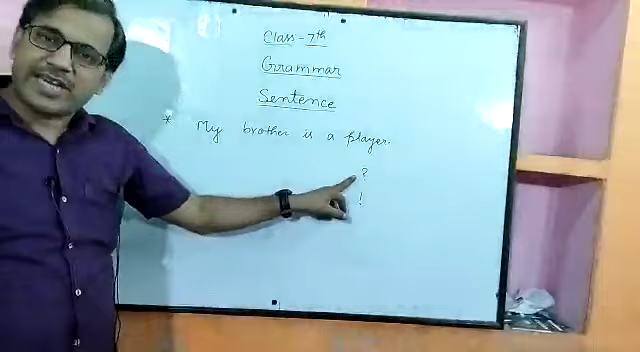 Class-7th
Grammar
Sentence
* My brother is a player.
?
!